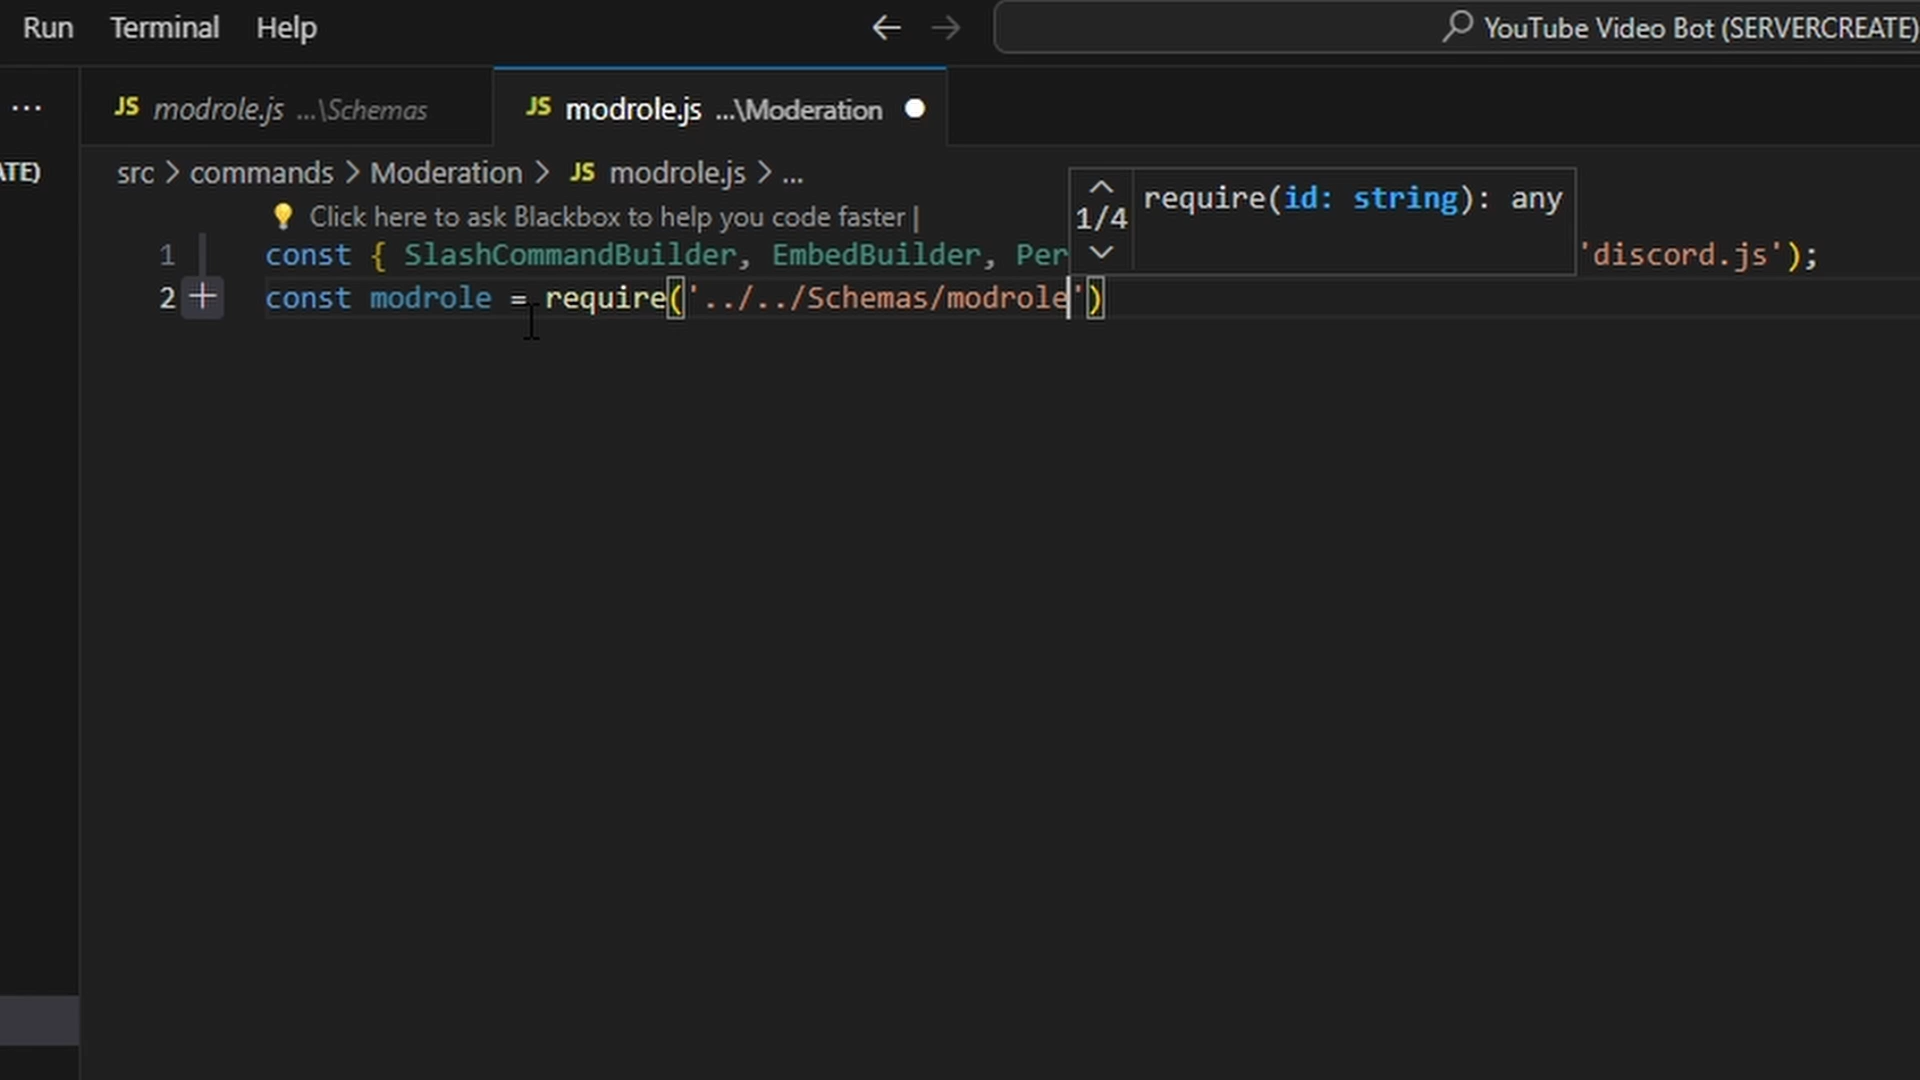 Run Terminal Help
YouTube Video Bot (SERVERCREATE)
... JS modrole.js ...\Schemas JS modrole.js ...\Moderation
src > commands > Moderation > JS modrole.js > ...
Click here to ask Blackbox to help you code faster |
1/4 require(id: string): any
1 const { SlashCommandBuilder, EmbedBuilder, Per 'discord.js');
2 const modrole = require('../../Schemas/modrole')